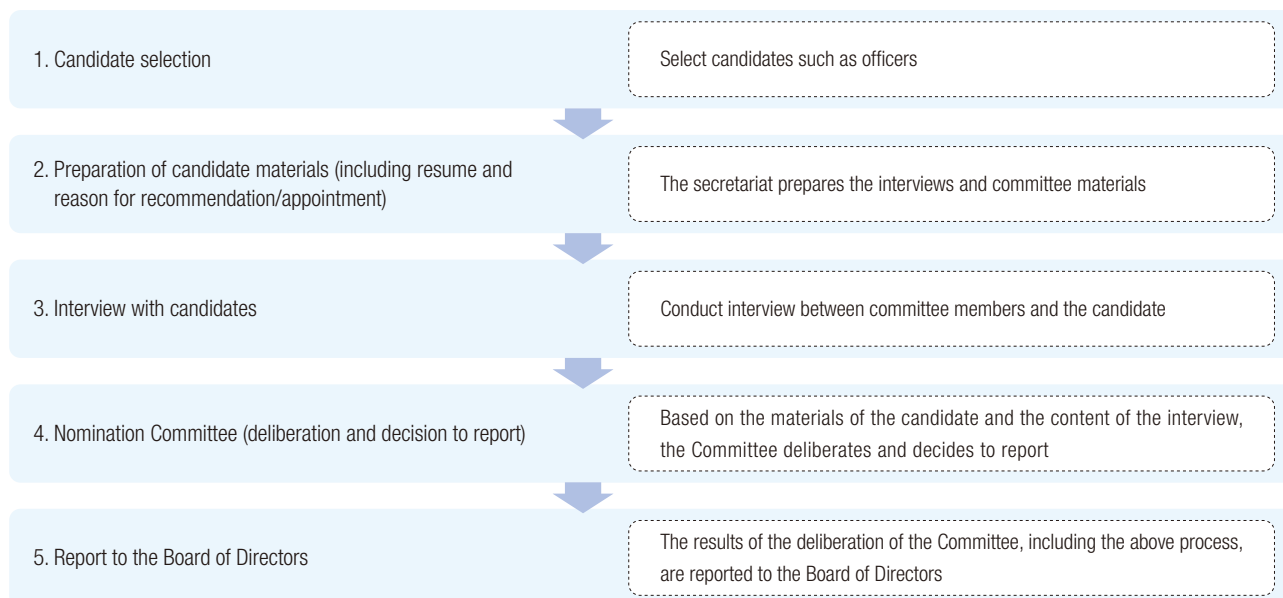 1. Candidate selection
Select candidates such as officers
2. Preparation of candidate materials (including resume and
reason for recommendation/appointment)
The secretariat prepares the interviews and committee materials
3. Interview with candidates
Conduct interview between committee members and the candidate
4. Nomination Committee (deliberation and decision to report)
Based on the materials of the candidate and the content of the interview,
the Committee deliberates and decides to report
5. Report to the Board of Directors
The results of the deliberation of the Committee, including the above process,
are reported to the Board of Directors